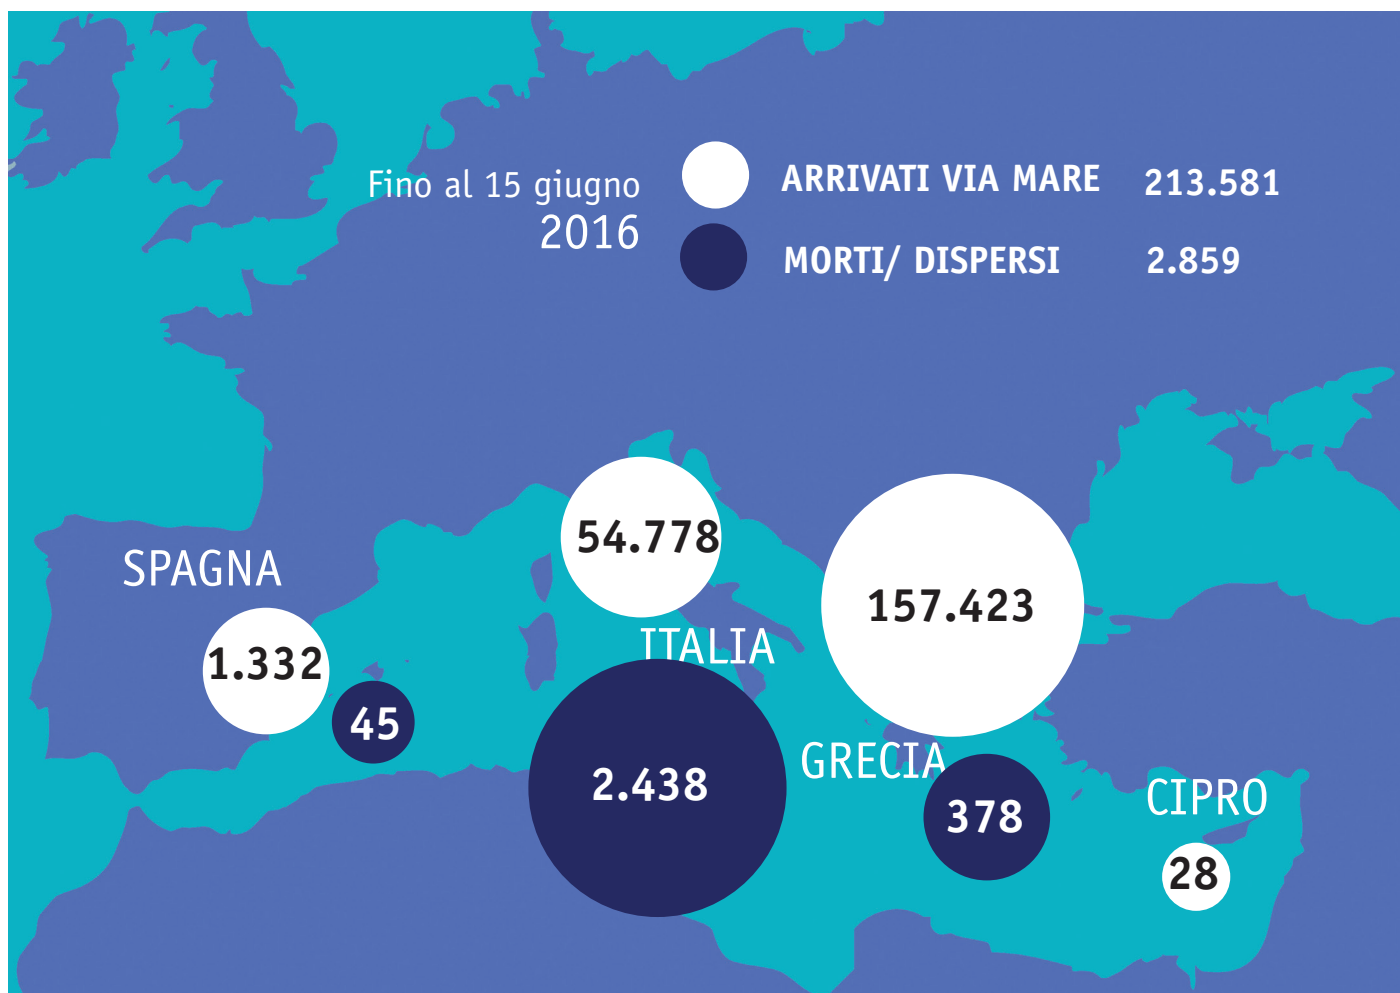 Fino al 15 giugno
2016
ARRIVATI VIA MARE 213.581
MORTI/ DISPERSI 2.859
SPAGNA
1.332
45
54.778
ITALIA
2.438
157.423
GRECIA
378
CIPRO
28